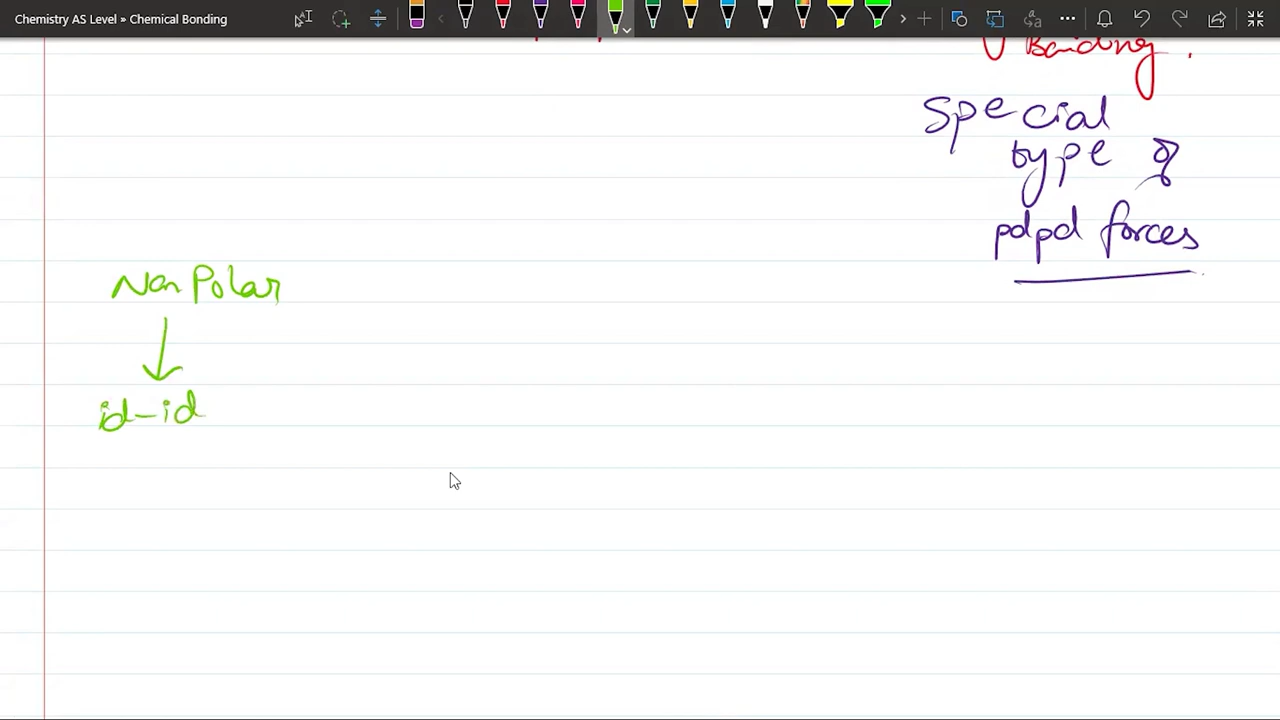 Chemistry AS Level » Chemical Bonding
Bonding.
Special
type of
pdpd forces
Non Polar
id-id